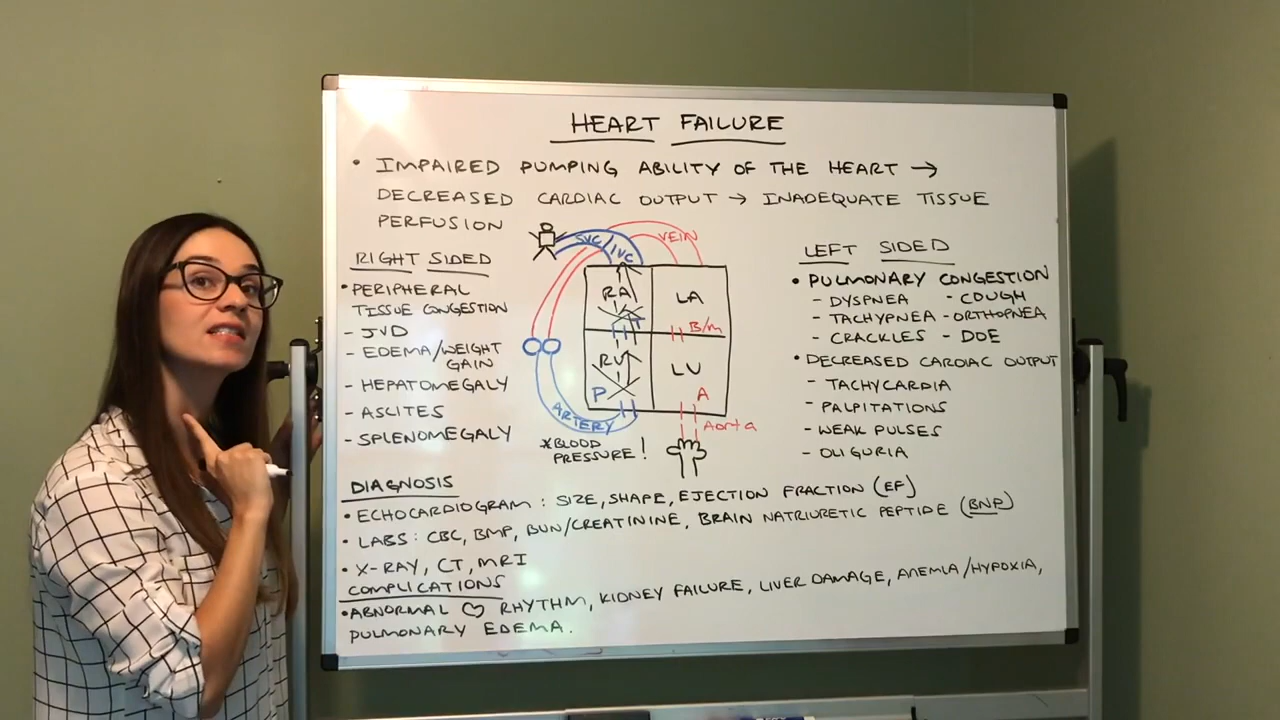 HEART FAILURE
• IMPAIRED PUMPING ABILITY OF THE HEART →
DECREASED CARDIAC OUTPUT → INADEQUATE TISSUE
PERFUSION
RIGHT SIDED
• PERIPHERAL
TISSUE CONGESTION
- JVD
- EDEMA/WEIGHT
GAIN
- HEPATOMEGALY
- ASCITES
- SPLENOMEGALY
SVC/IVC
VEIN
RA
LA
T
B/m
RV
LV
P
A
ARTERY
Aorta
*BLOOD
PRESSURE!
LEFT SIDED
• PULMONARY CONGESTION
- DYSPNEA - COUGH
- TACHYPNEA - ORTHOPNEA
- CRACKLES - DOE
• DECREASED CARDIAC OUTPUT
- TACHYCARDIA
- PALPITATIONS
- WEAK PULSES
- OLIGURIA
DIAGNOSIS
• ECHOCARDIOGRAM: SIZE, SHAPE, EJECTION FRACTION (EF)
• LABS: CBC, BMP, BUN/CREATININE, BRAIN NATRIURETIC PEPTIDE (BNP)
• X-RAY, CT, MRI
COMPLICATIONS
• ABNORMAL ♡ RHYTHM, KIDNEY FAILURE, LIVER DAMAGE, ANEMIA/HYPOXIA,
PULMONARY EDEMA.